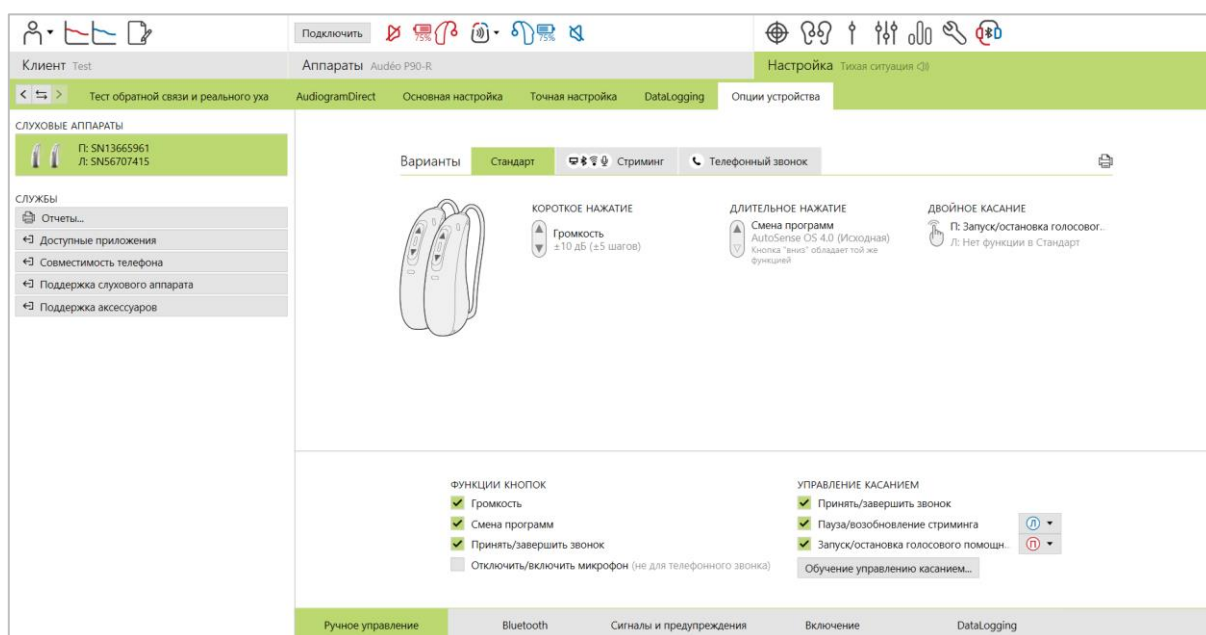 Подключить
75%
75%
Клиент Test
Аппараты Audéo P90-R
Настройка Тихая ситуация
Тест обратной связи и реального уха
AudiogramDirect
Основная настройка
Точная настройка
DataLogging
Опции устройства
СЛУХОВЫЕ АППАРАТЫ
П: SN13665961
Л: SN56707415
СЛУЖБЫ
Отчеты...
Доступные приложения
Совместимость телефона
Поддержка слухового аппарата
Поддержка аксессуаров
Варианты
Стандарт
Стриминг
Телефонный звонок
КОРОТКОЕ НАЖАТИЕ
Громкость
±10 дБ (±5 шагов)
ДЛИТЕЛЬНОЕ НАЖАТИЕ
Смена программ
AutoSense OS 4.0 (Исходная)
Кнопка "вниз" обладает той же
функцией
ДВОЙНОЕ КАСАНИЕ
П: Запуск/остановка голосовог...
Л: Нет функции в Стандарт
ФУНКЦИИ КНОПОК
Громкость
Смена программ
Принять/завершить звонок
Отключить/включить микрофон (не для телефонного звонка)
УПРАВЛЕНИЕ КАСАНИЕМ
Принять/завершить звонок
Пауза/возобновление стриминга
Л
Запуск/остановка голосового помощн...
П
Обучение управлению касанием...
Ручное управление
Bluetooth
Сигналы и предупреждения
Включение
DataLogging